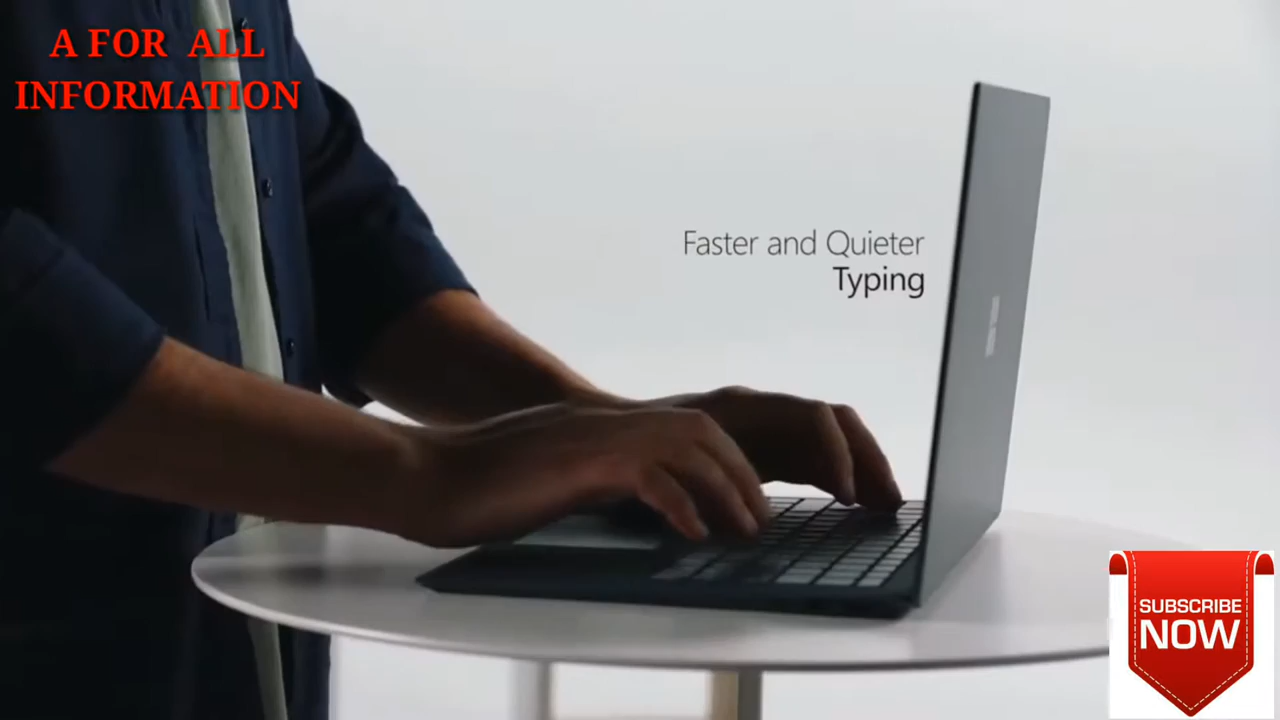 A FOR ALL
INFORMATION
Faster and Quieter
Typing
SUBSCRIBE
NOW